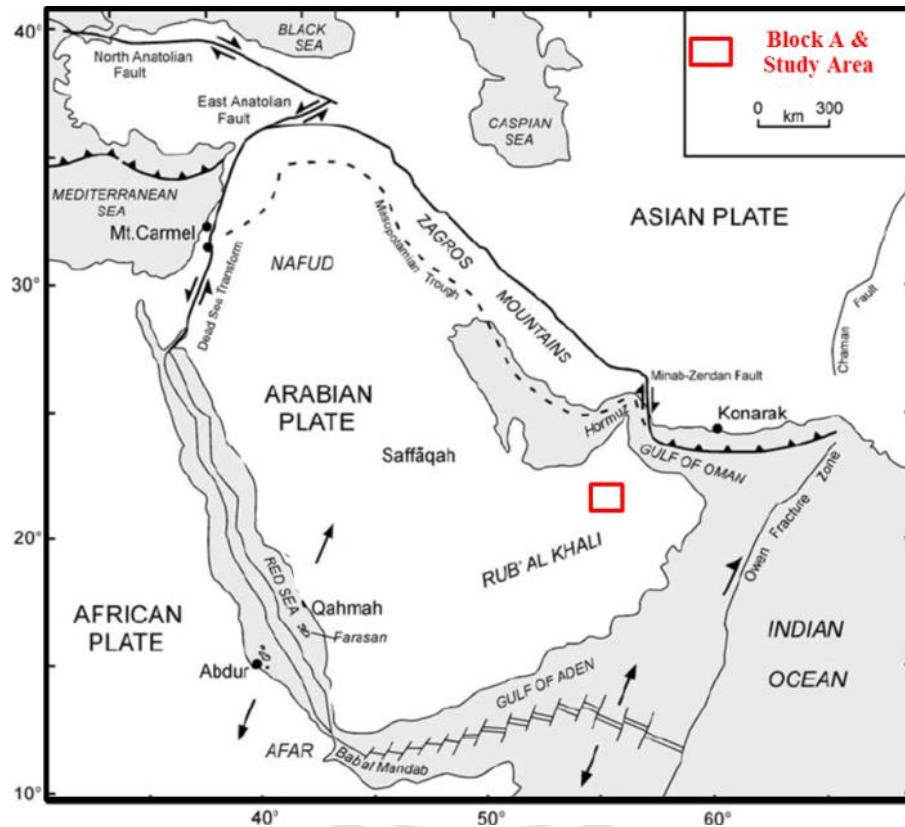 40°
30°
20°
10°
40°
50°
60°
BLACK
SEA
Block A &
Study Area
0 300
km
North Anatolian
Fault
East Anatolian
Fault
CASPIAN
SEA
MEDITERRANEAN
SEA
Mt.Carmel
ASIAN PLATE
NAFUD
Dead Sea Transform
Mesopolamian
Trough
ZAGROS
MOUNTAINS
Chaman
Fault
Minab-Zendan Fault
ARABIAN
PLATE
Hormuz
Konarak
Saffāqah
GULF OF OMAN
Owen Fracture Zone
RUB' AL KHALI
RED SEA
Qahmah
Farasan
AFRICAN
PLATE
INDIAN
OCEAN
Abdur
GULF OF ADEN
AFAR
Babal Mandab